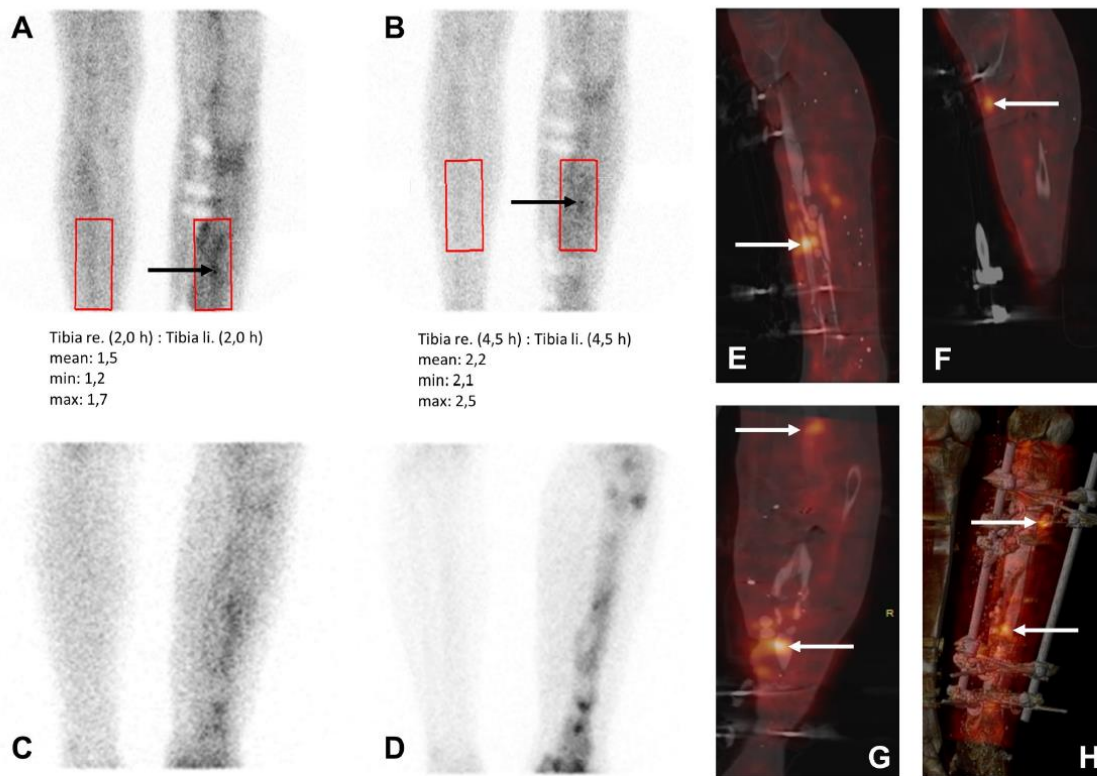 A
B
Tibia re. (2,0 h) : Tibia li. (2,0 h)
mean: 1,5
min: 1,2
max: 1,7
Tibia re. (4,5 h) : Tibia li. (4,5 h)
mean: 2,2
min: 2,1
max: 2,5
E
F
C
D
R
G
H